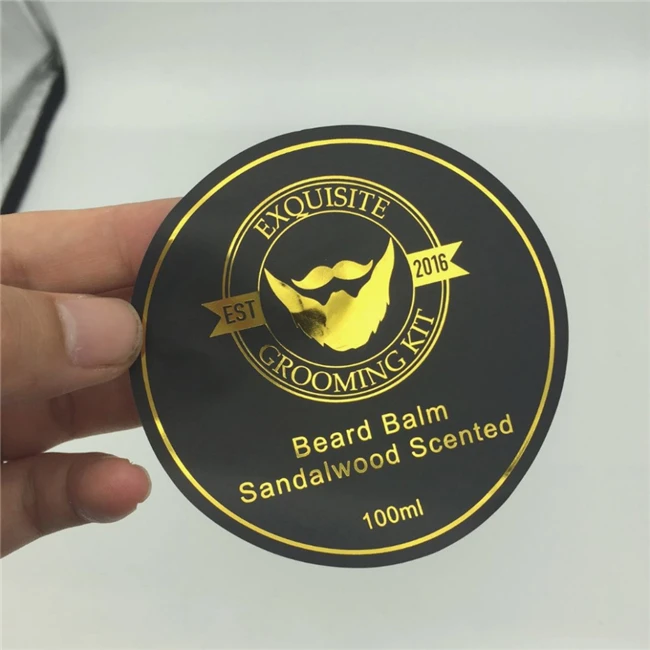 EXQUISITE
EST
2016
GROOMING KIT
Beard Balm
Sandalwood Scented
100ml